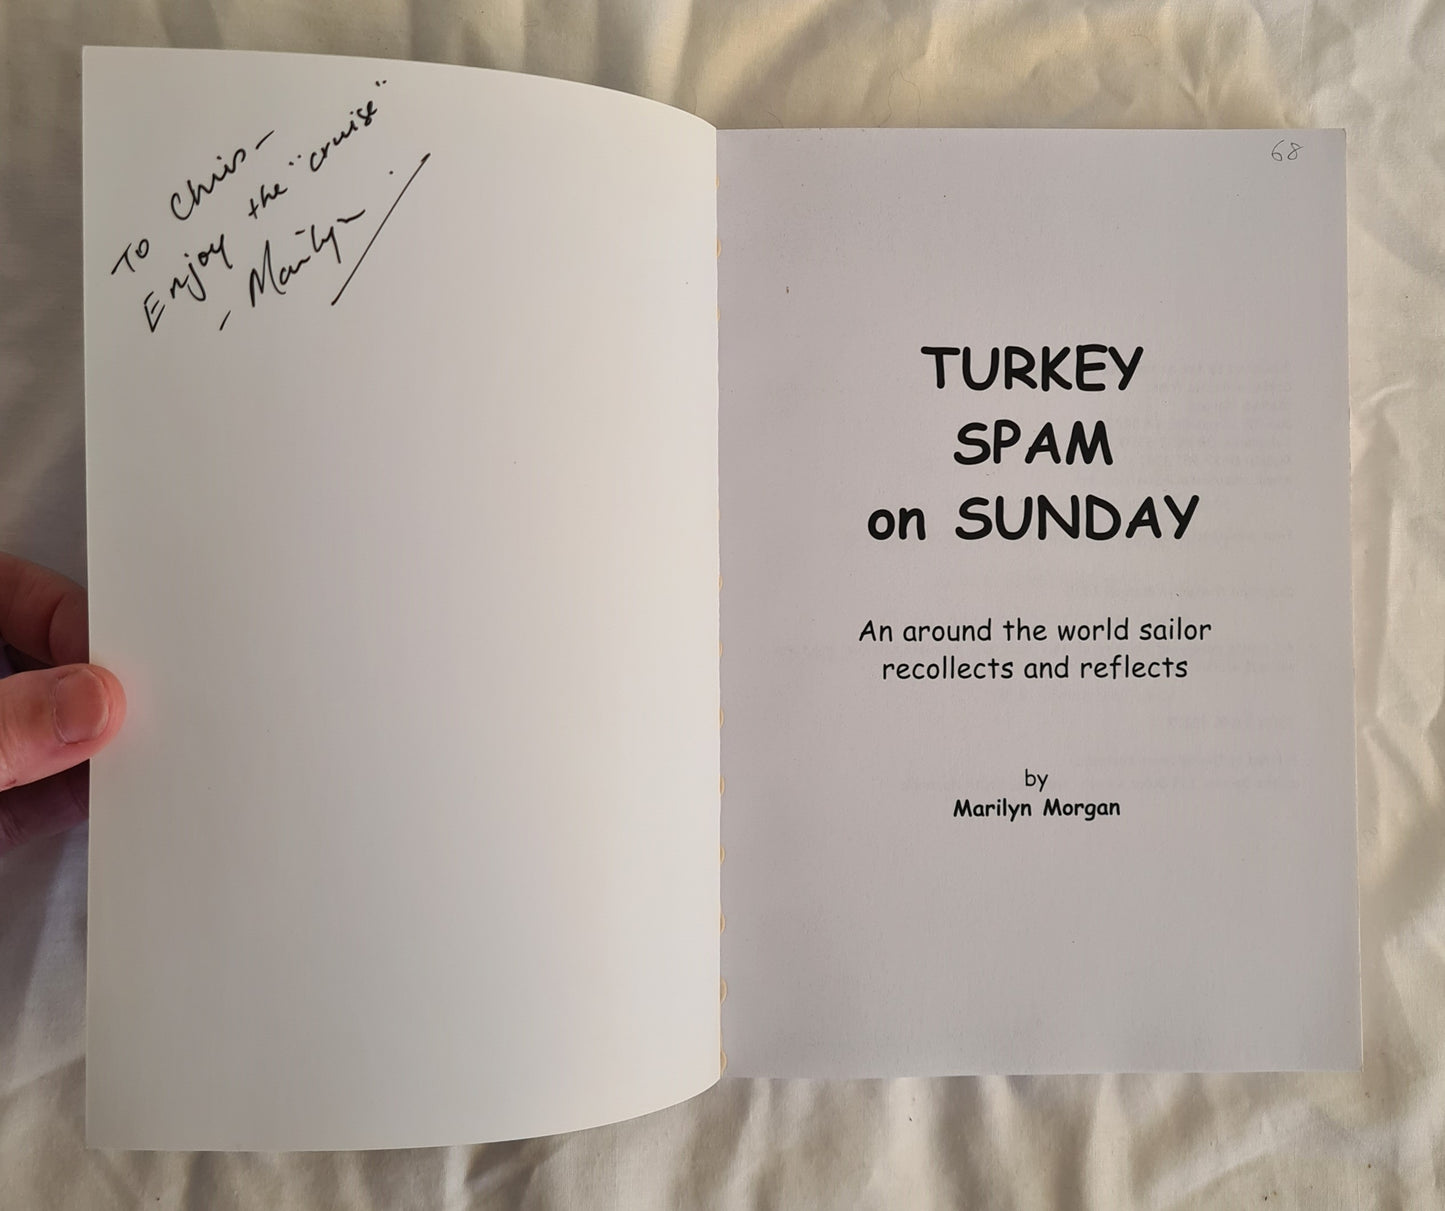 To Chris -
Enjoy the "cruise"
- Marilyn.
68
TURKEY
SPAM
on SUNDAY
An around the world sailor
recollects and reflects
by
Marilyn Morgan